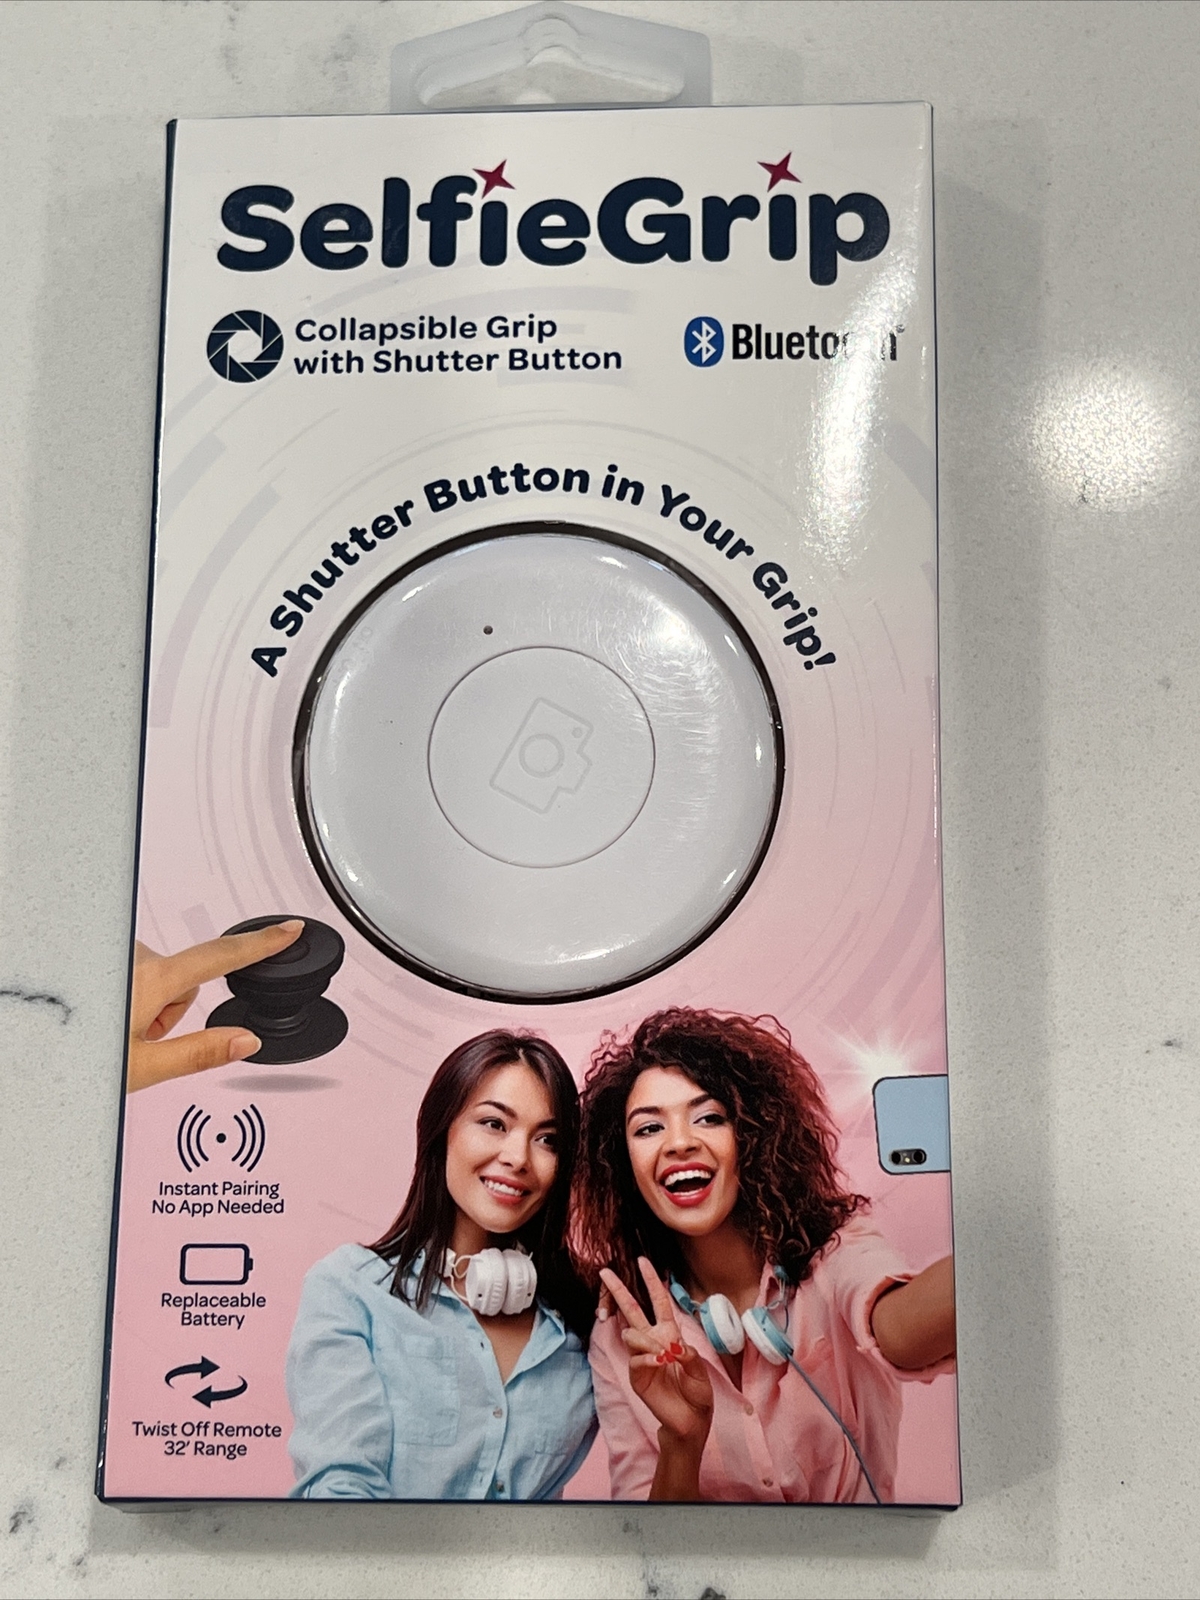 SelfieGrip
Collapsible Grip
with Shutter Button
Bluetooth
A Shutter Button in Your Grip!
Instant Pairing
No App Needed
Replaceable
Battery
Twist Off Remote
32' Range